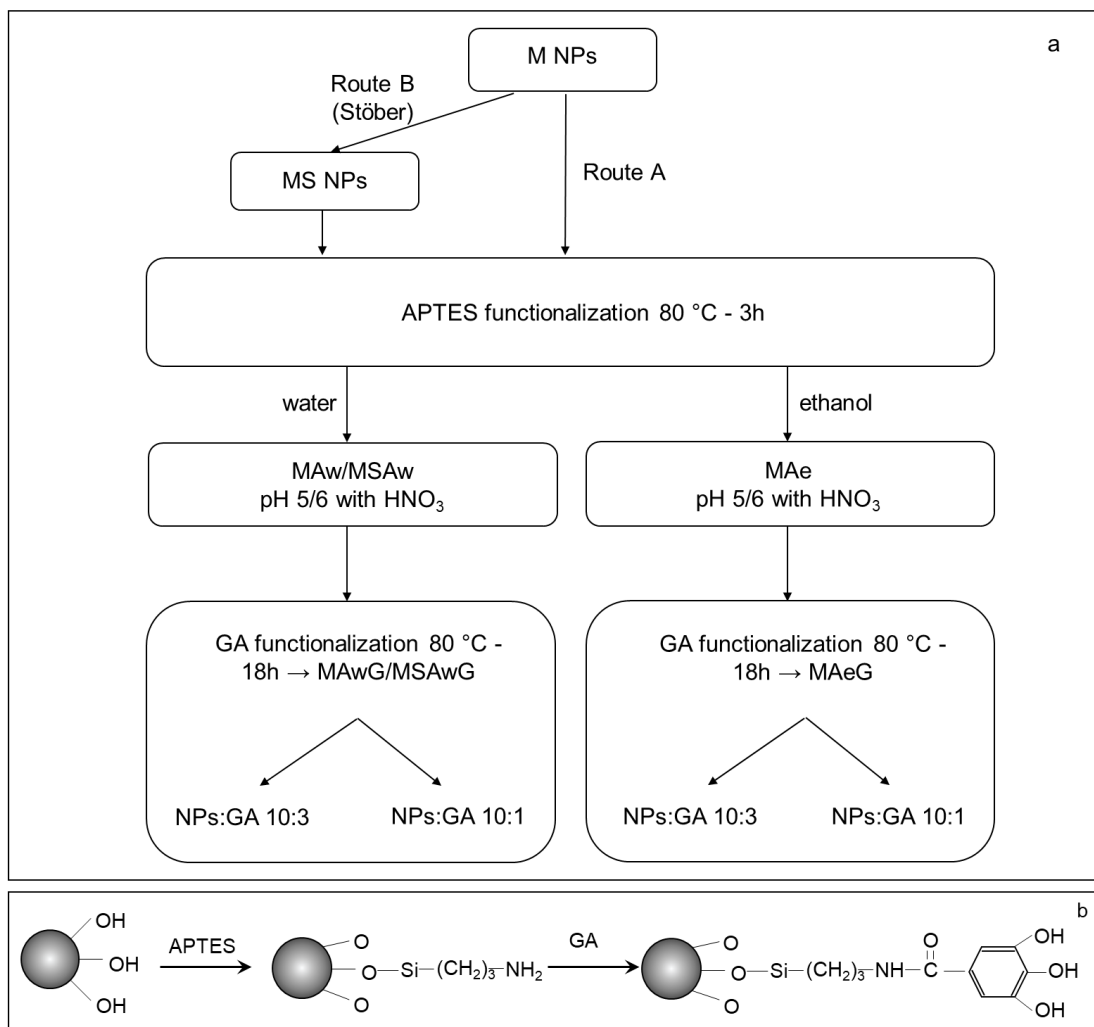 a
M NPs
Route B
(Stöber)
MS NPs
Route A
APTES functionalization 80 °C - 3h
water
ethanol
MAw/MSAw
pH 5/6 with HNO₃
MAe
pH 5/6 with HNO₃
GA functionalization 80 °C -
18h → MAwG/MSAwG
NPs:GA 10:3
NPs:GA 10:1
GA functionalization 80 °C -
18h → MAeG
NPs:GA 10:3
NPs:GA 10:1
b
OH
OH
OH
APTES
O
O—Si—(CH₂)₃—NH₂
O
GA
O
O—Si—(CH₂)₃—NH—C
O
O
OH
OH
OH